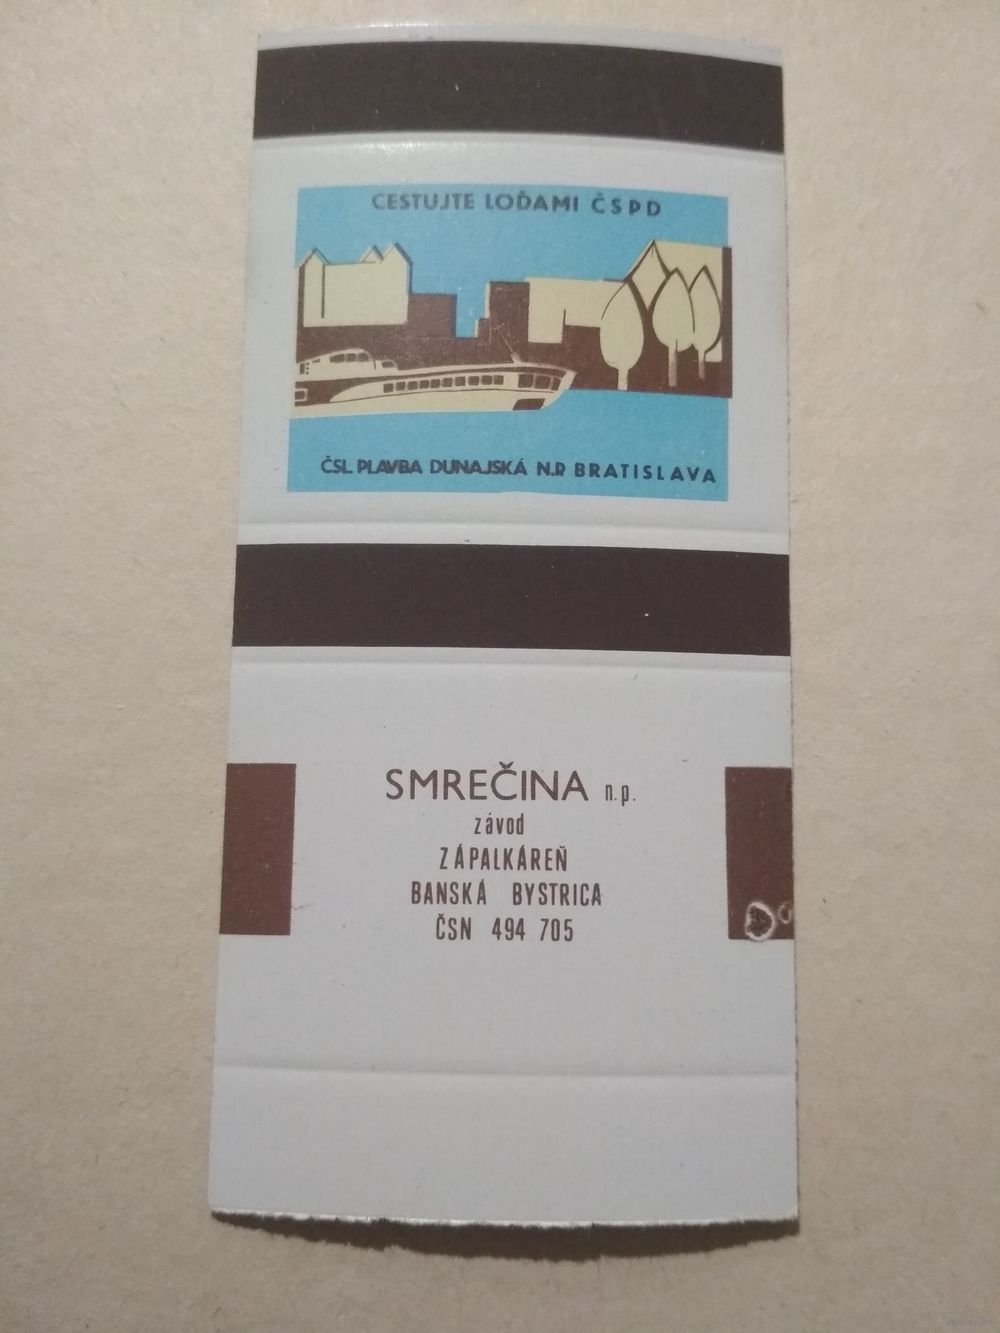 CESTUJTE LOĎAMI ČSPD
ČSL. PLAVBA DUNAJSKÁ N.P. BRATISLAVA
SMREČINA n.p.
závod
ZÁPALKÁREŇ
BANSKÁ BYSTRICA
ČSN 494 705